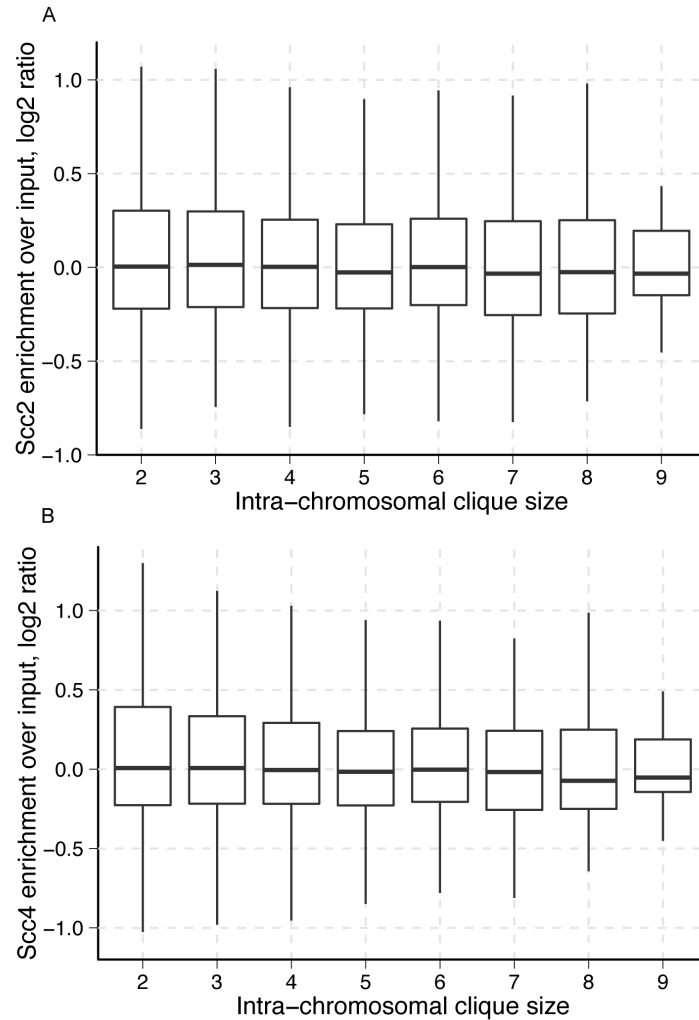 A
Scc2 enrichment over input, log2 ratio
1.0
0.5
0.0
−0.5
−1.0
2 3 4 5 6 7 8 9
Intra−chromosomal clique size
B
Scc4 enrichment over input, log2 ratio
1.0
0.5
0.0
−0.5
−1.0
2 3 4 5 6 7 8 9
Intra−chromosomal clique size